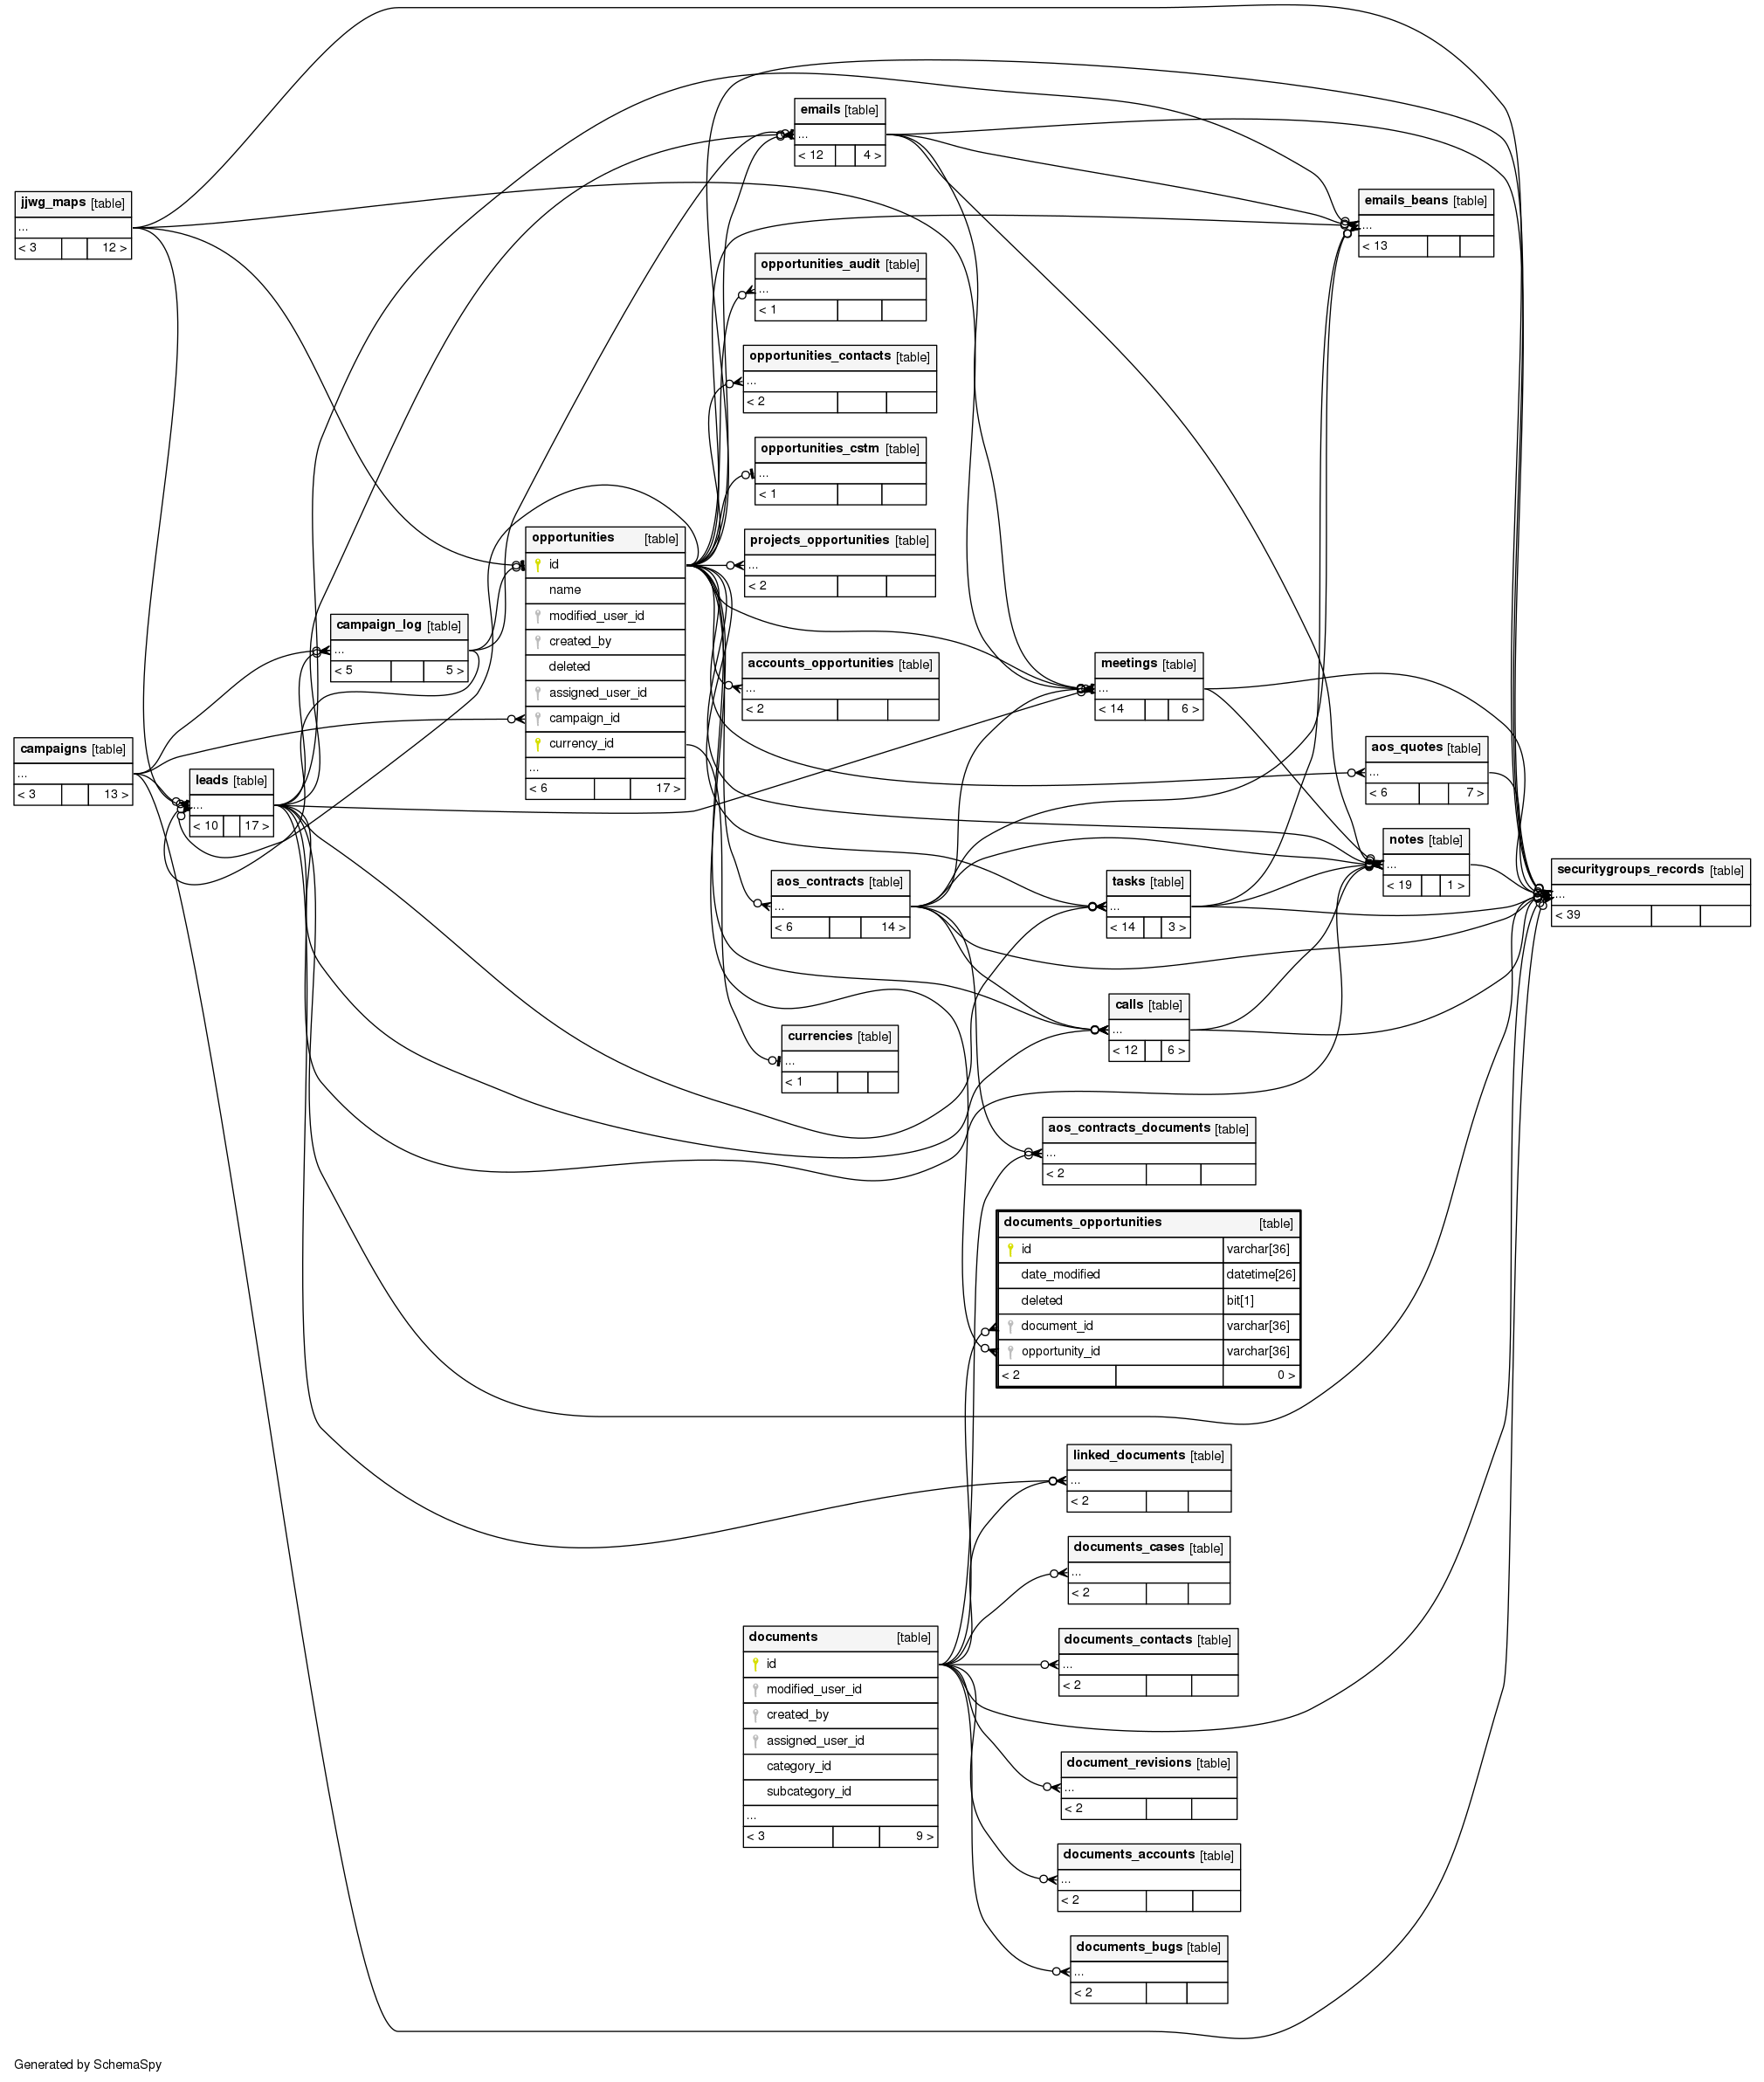 emails [table]
...
< 12 4 >
jjwg_maps [table]
...
< 3 12 >
emails_beans [table]
...
< 13
opportunities_audit [table]
...
< 1
opportunities_contacts [table]
...
< 2
opportunities_cstm [table]
...
< 1
opportunities [table]
id
name
modified_user_id
created_by
deleted
assigned_user_id
campaign_id
currency_id
...
< 6 17 >
projects_opportunities [table]
...
< 2
campaign_log [table]
...
< 5 5 >
accounts_opportunities [table]
...
< 2
meetings [table]
...
< 14 6 >
campaigns [table]
...
< 3 13 >
leads [table]
...
< 10 17 >
aos_quotes [table]
...
< 6 7 >
notes [table]
...
< 19 1 >
securitygroups_records [table]
...
< 39
aos_contracts [table]
...
< 6 14 >
tasks [table]
...
< 14 3 >
calls [table]
...
< 12 6 >
currencies [table]
...
< 1
aos_contracts_documents [table]
...
< 2
documents_opportunities [table]
id varchar[36]
date_modified datetime[26]
deleted bit[1]
document_id varchar[36]
opportunity_id varchar[36]
< 2 0 >
linked_documents [table]
...
< 2
documents_cases [table]
...
< 2
documents [table]
id
modified_user_id
created_by
assigned_user_id
category_id
subcategory_id
...
< 3 9 >
documents_contacts [table]
...
< 2
document_revisions [table]
...
< 2
documents_accounts [table]
...
< 2
documents_bugs [table]
...
< 2
Generated by SchemaSpy